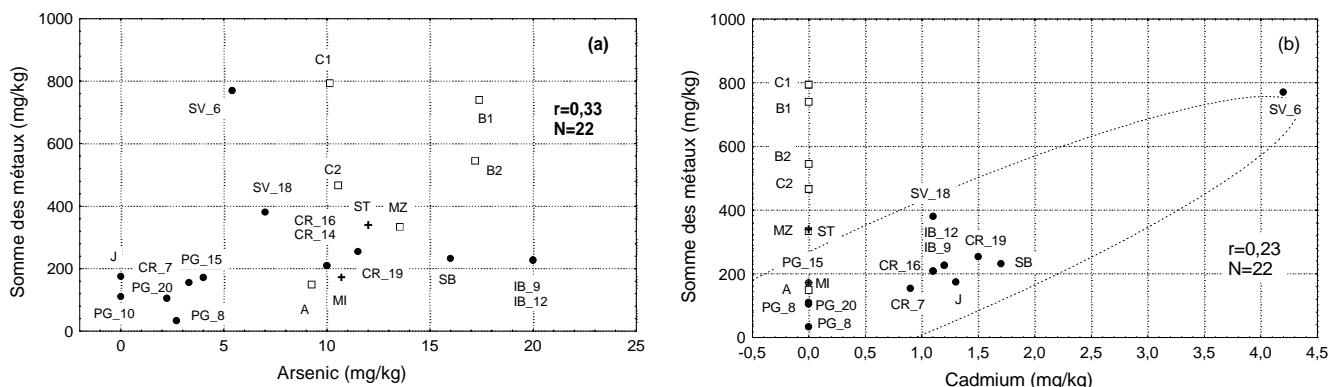 (a)
Somme des métaux (mg/kg)
1000
800
600
400
200
0
C1
SV_6
r=0,33
N=22
B1
B2
C2
SV_18
ST
MZ
CR_16
CR_14
J
CR_7
PG_15
PG_20
CR_19
PG_10
PG_8
A
MI
SB
IB_9
IB_12
0
5
10
15
20
25
Arsenic (mg/kg)
(b)
Somme des métaux (mg/kg)
1000
800
600
400
200
0
C1
B1
SV_6
B2
C2
SV_18
MZ
ST
IB_12
IB_9
CR_19
r=0,23
N=22
PG_15
CR_16
SB
A
MI
CR_7
J
PG_8
PG_20
PG_8
-0,5
0,0
0,5
1,0
1,5
2,0
2,5
3,0
3,5
4,0
4,5
Cadmium (mg/kg)